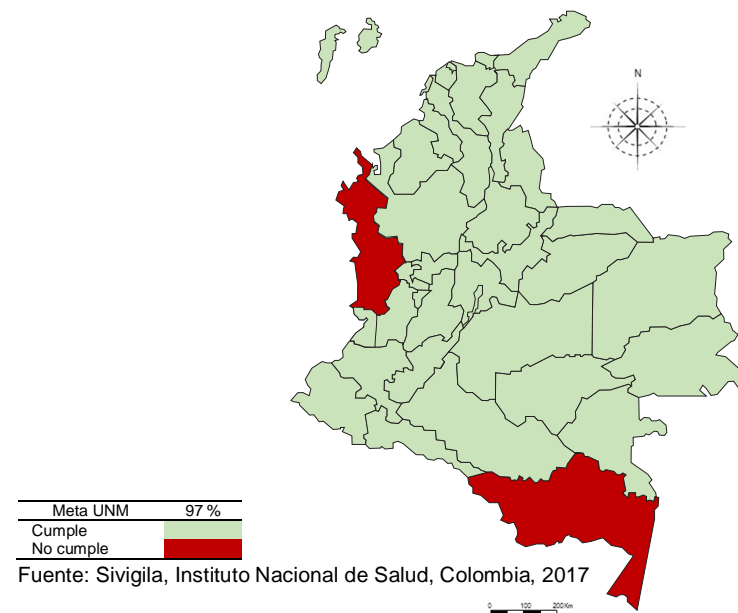 N
Meta UNM 97 %
Cumple
No cumple
Fuente: Sivigila, Instituto Nacional de Salud, Colombia, 2017
0 100 200Km